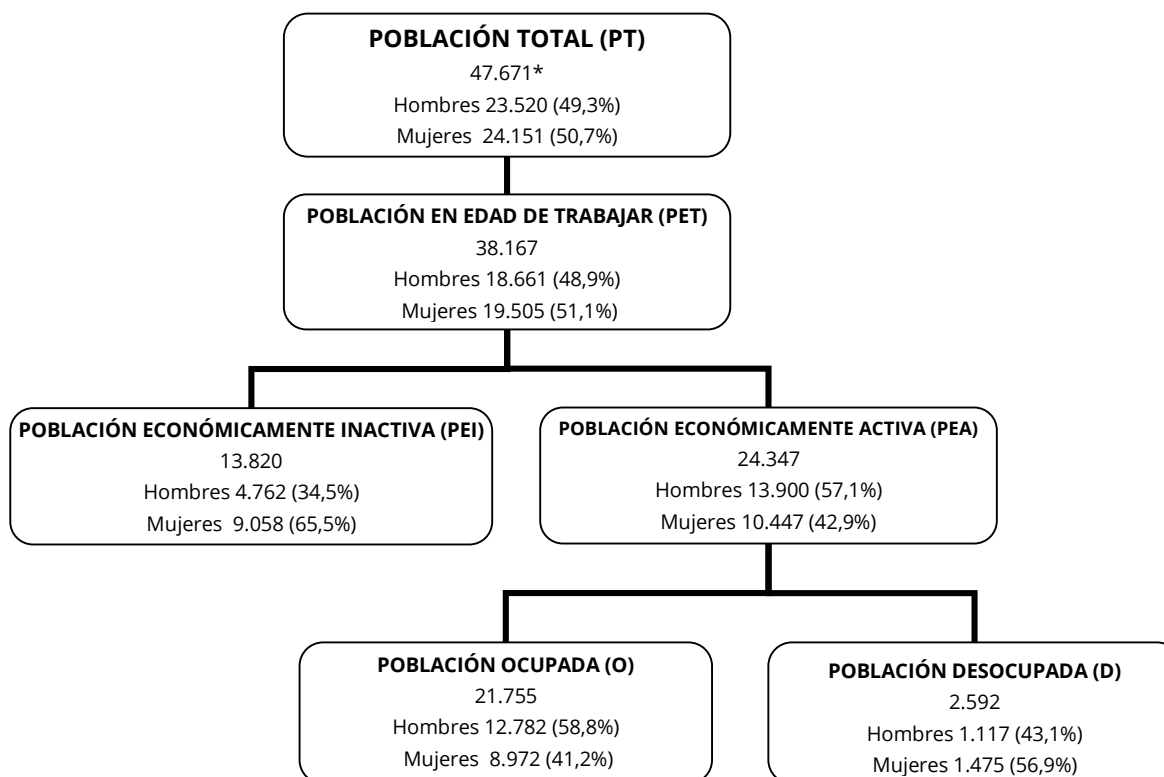 POBLACIÓN TOTAL (PT)
47.671*
Hombres 23.520 (49,3%)
Mujeres 24.151 (50,7%)
POBLACIÓN EN EDAD DE TRABAJAR (PET)
38.167
Hombres 18.661 (48,9%)
Mujeres 19.505 (51,1%)
POBLACIÓN ECONÓMICAMENTE INACTIVA (PEI)
13.820
Hombres 4.762 (34,5%)
Mujeres 9.058 (65,5%)
POBLACIÓN ECONÓMICAMENTE ACTIVA (PEA)
24.347
Hombres 13.900 (57,1%)
Mujeres 10.447 (42,9%)
POBLACIÓN OCUPADA (O)
21.755
Hombres 12.782 (58,8%)
Mujeres 8.972 (41,2%)
POBLACIÓN DESOCUPADA (D)
2.592
Hombres 1.117 (43,1%)
Mujeres 1.475 (56,9%)